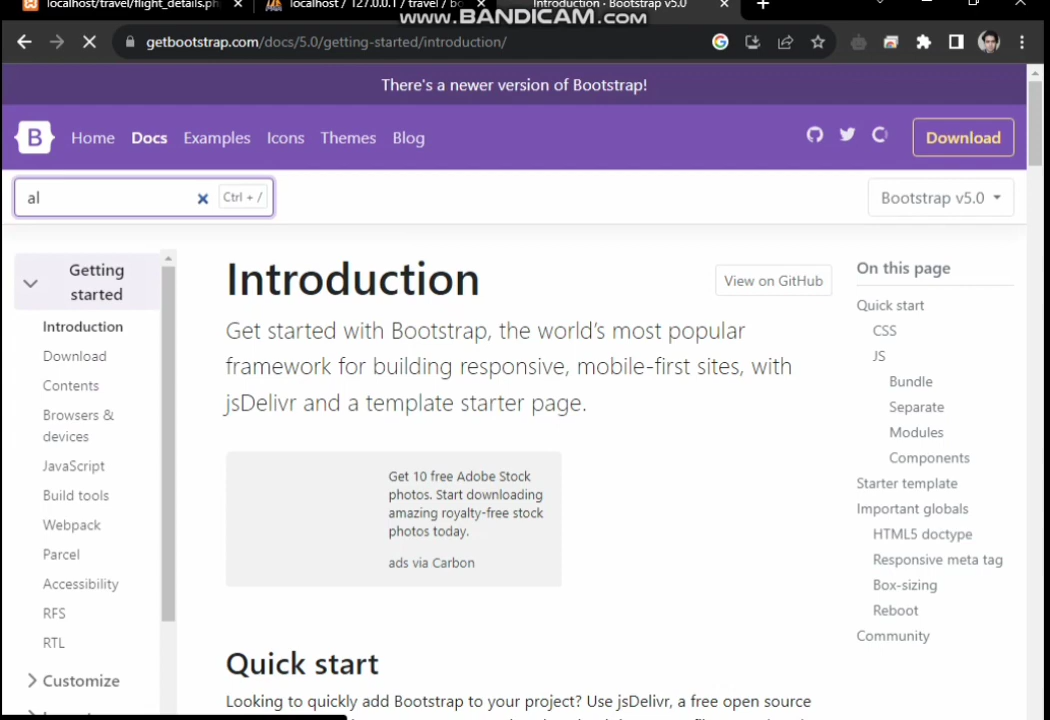 localhost/travel/flight_details.ph
localhost / 127.0.0.1 / travel / bo
Introduction · Bootstrap v5.0
www.BANDICAM.com
getbootstrap.com/docs/5.0/getting-started/introduction/
There's a newer version of Bootstrap!
B Home Docs Examples Icons Themes Blog Download
al Ctrl + /
Bootstrap v5.0
Getting
started
Introduction
Download
Contents
Browsers &
devices
JavaScript
Build tools
Webpack
Parcel
Accessibility
RFS
RTL
Customize
Introduction
View on GitHub
Get started with Bootstrap, the world's most popular
framework for building responsive, mobile-first sites, with
jsDelivr and a template starter page.
Get 10 free Adobe Stock
photos. Start downloading
amazing royalty-free stock
photos today.
ads via Carbon
Quick start
Looking to quickly add Bootstrap to your project? Use jsDelivr, a free open source
On this page
Quick start
CSS
JS
Bundle
Separate
Modules
Components
Starter template
Important globals
HTML5 doctype
Responsive meta tag
Box-sizing
Reboot
Community